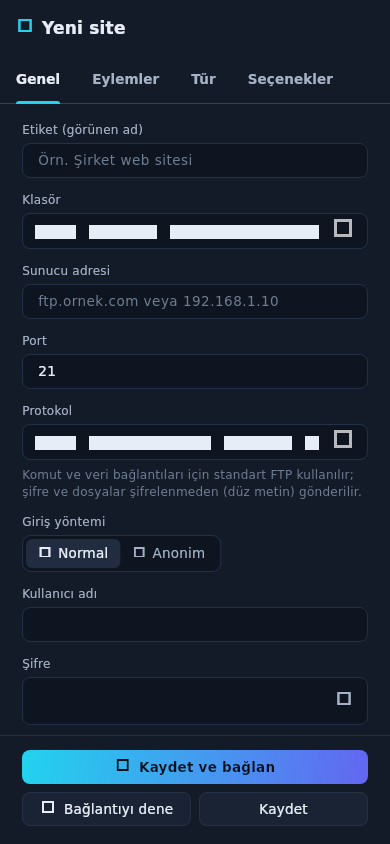 Yeni site
Genel Eylemler Tür Seçenekler
Etiket (görünen ad)
Örn. Şirket web sitesi
Klasör
Sunucu adresi
ftp.ornek.com veya 192.168.1.10
Port
21
Protokol
Komut ve veri bağlantıları için standart FTP kullanılır;
şifre ve dosyalar şifrelenmeden (düz metin) gönderilir.
Giriş yöntemi
Normal Anonim
Kullanıcı adı
Şifre
Kaydet ve bağlan
Bağlantıyı dene Kaydet